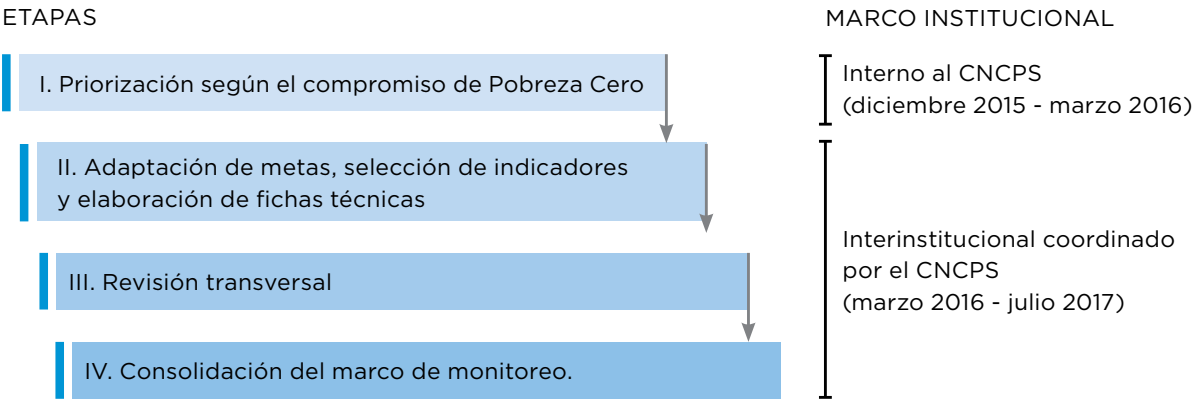 ETAPAS
MARCO INSTITUCIONAL
I. Priorización según el compromiso de Pobreza Cero
Interno al CNCPS
(diciembre 2015 - marzo 2016)
II. Adaptación de metas, selección de indicadores
y elaboración de fichas técnicas
III. Revisión transversal
IV. Consolidación del marco de monitoreo.
Interinstitucional coordinado
por el CNCPS
(marzo 2016 - julio 2017)